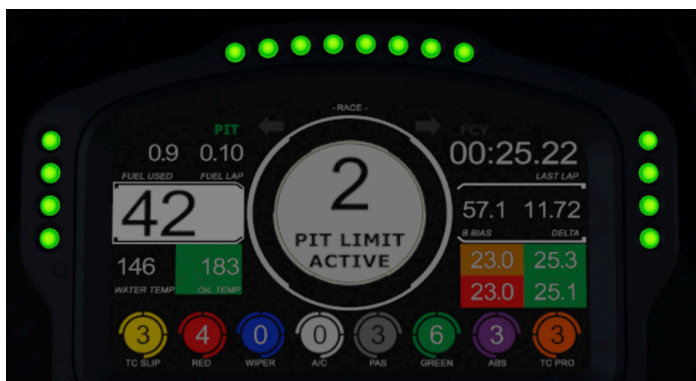 - RACE -
PIT
FCY
0.9 0.10
FUEL USED FUEL LAP
2
PIT LIMIT
ACTIVE
00:25.22
LAST LAP
42
57.1 11.72
B BIAS DELTA
146 183
WATER TEMP OIL TEMP
23.0 25.3
23.0 25.1
3 4 0 0 3 6 3 3
TC SLIP RED WIPER A/C PAS GREEN ABS TC PRO